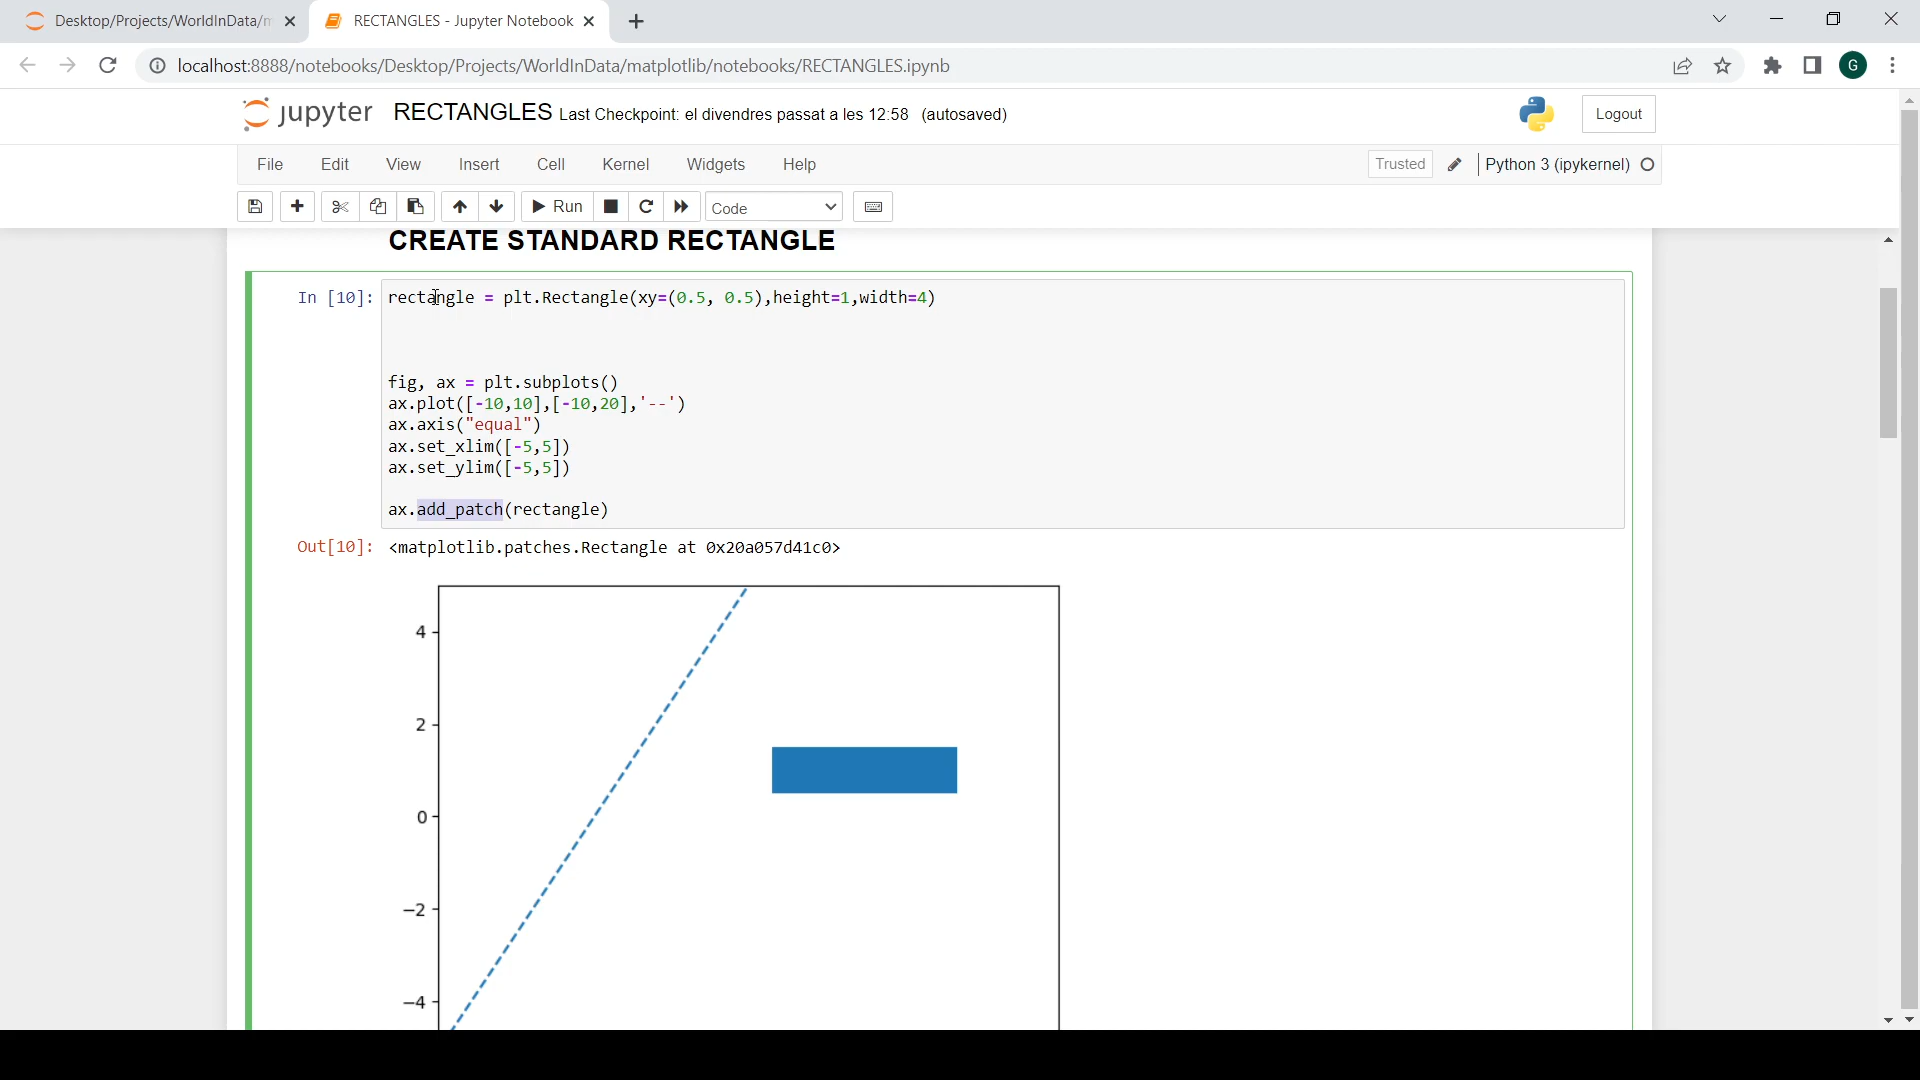 Desktop/Projects/WorldInData/m
RECTANGLES - Jupyter Notebook
localhost:8888/notebooks/Desktop/Projects/WorldInData/matplotlib/notebooks/RECTANGLES.ipynb
G
jupyter RECTANGLES Last Checkpoint: el divendres passat a les 12:58 (autosaved)
Logout
File Edit View Insert Cell Kernel Widgets Help
Trusted Python 3 (ipykernel)
Run Code
CREATE STANDARD RECTANGLE
In [10]: rectangle = plt.Rectangle(xy=(0.5, 0.5),height=1,width=4)
fig, ax = plt.subplots()
ax.plot([-10,10],[-10,20],'--')
ax.axis("equal")
ax.set_xlim([-5,5])
ax.set_ylim([-5,5])
ax.add_patch(rectangle)
Out[10]: <matplotlib.patches.Rectangle at 0x20a057d41c0>
4
2
0
−2
−4